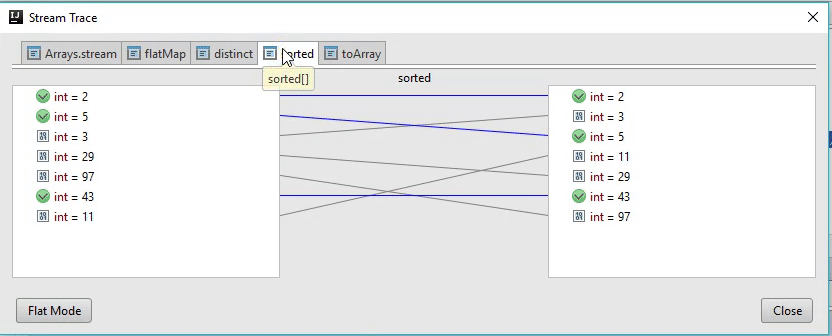 Stream Trace
Arrays.stream flatMap distinct sorted toArray
sorted[]
sorted
int = 2
int = 5
int = 3
int = 29
int = 97
int = 43
int = 11
int = 2
int = 3
int = 5
int = 11
int = 29
int = 43
int = 97
Flat Mode
Close